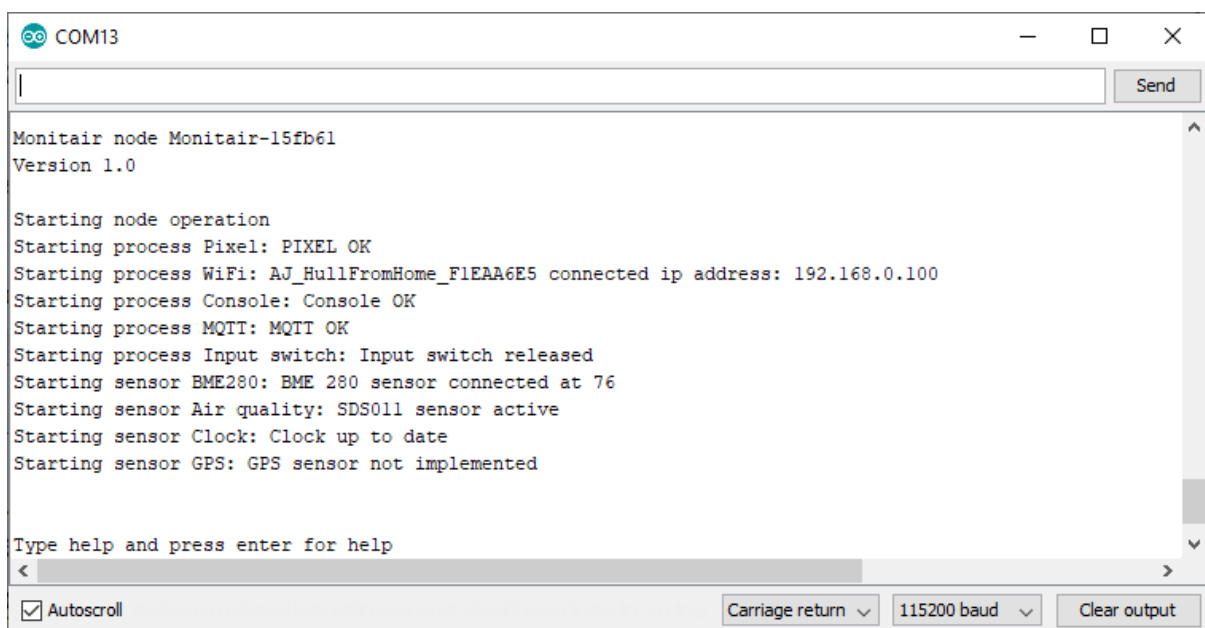 COM13
Send
Monitair node Monitair-15fb61
Version 1.0
Starting node operation
Starting process Pixel: PIXEL OK
Starting process WiFi: AJ_HullFromHome_F1EAA6E5 connected ip address: 192.168.0.100
Starting process Console: Console OK
Starting process MQTT: MQTT OK
Starting process Input switch: Input switch released
Starting sensor BME280: BME 280 sensor connected at 76
Starting sensor Air quality: SDS011 sensor active
Starting sensor Clock: Clock up to date
Starting sensor GPS: GPS sensor not implemented
Type help and press enter for help
Autoscroll Carriage return 115200 baud Clear output